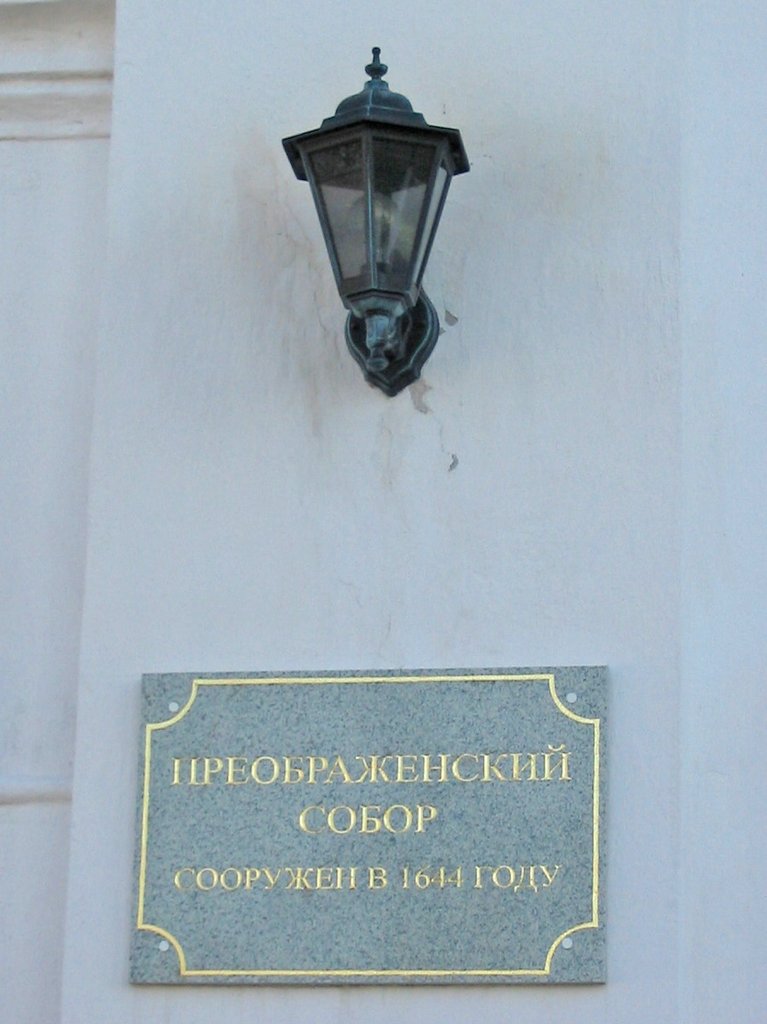 ПРЕОБРАЖЕНСКИЙ
СОБОР
СООРУЖЕН В 1644 ГОДУ